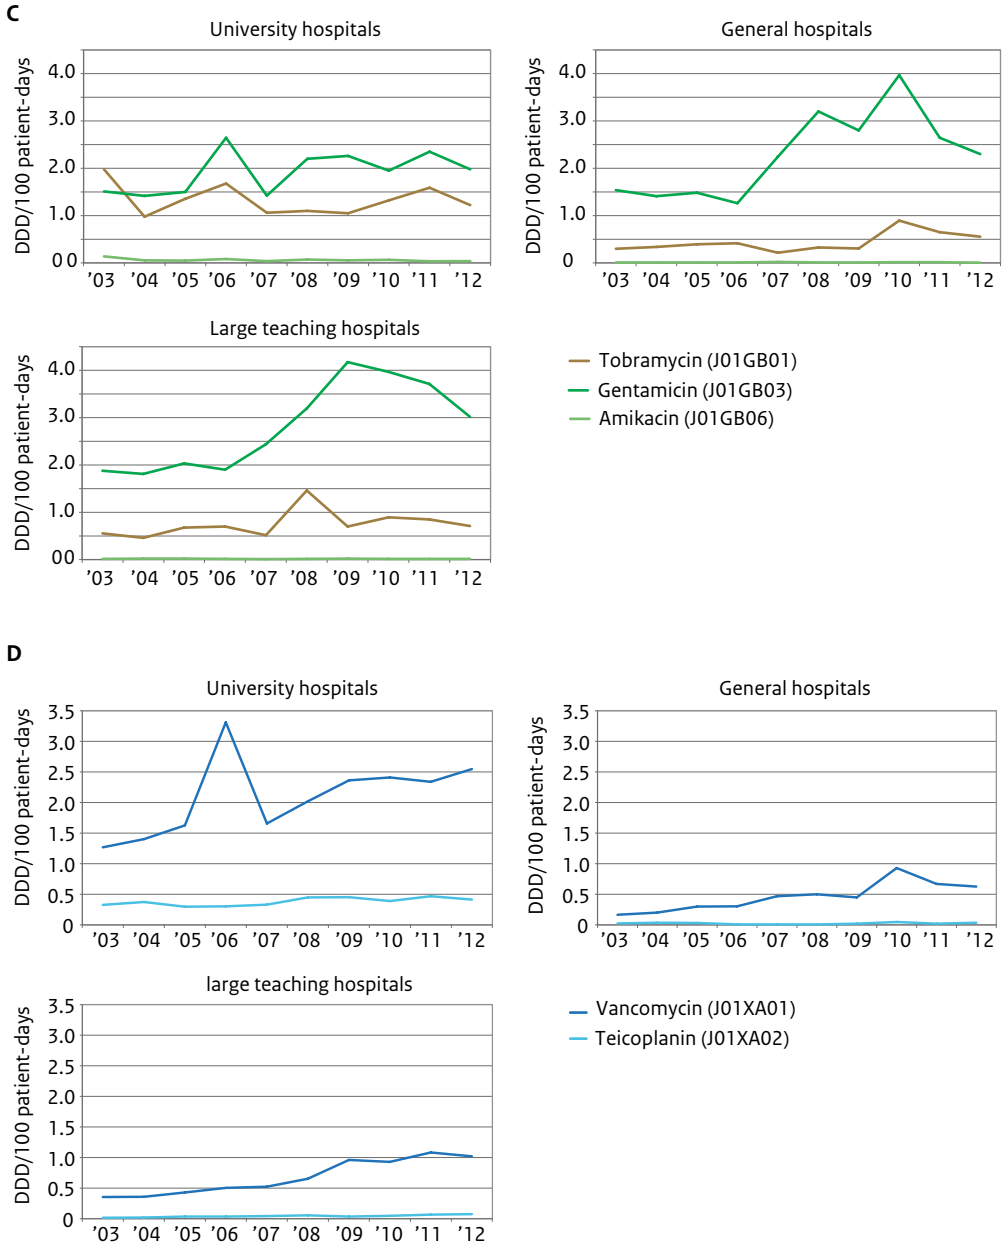 C
University hospitals
DDD/100 patient-days
4.0
3.0
2.0
1.0
0 0
'03 '04 '05 '06 '07 '08 '09 '10 '11 '12
General hospitals
DDD/100 patient-days
4.0
3.0
2.0
1.0
0
'03 '04 '05 '06 '07 '08 '09 '10 '11 '12
Large teaching hospitals
DDD/100 patient-days
4.0
3.0
2.0
1.0
00
'03 '04 '05 '06 '07 '08 '09 '10 '11 '12
Tobramycin (J01GB01)
Gentamicin (J01GB03)
Amikacin (J01GB06)
D
University hospitals
DDD/100 patient-days
3.5
3.0
2.5
2.0
1.5
1.0
0.5
0
'03 '04 '05 '06 '07 '08 '09 '10 '11 '12
General hospitals
DDD/100 patient-days
3.5
3.0
2.5
2.0
1.5
1.0
0.5
0
'03 '04 '05 '06 '07 '08 '09 '10 '11 '12
large teaching hospitals
DDD/100 patient-days
3.5
3.0
2.5
2.0
1.5
1.0
0.5
0
'03 '04 '05 '06 '07 '08 '09 '10 '11 '12
Vancomycin (J01XA01)
Teicoplanin (J01XA02)